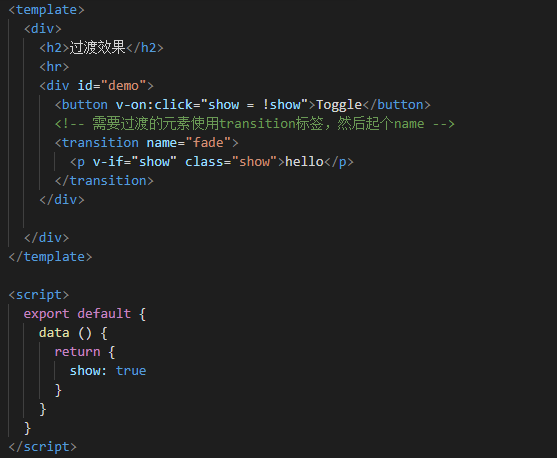 <template>
<div>
<h2>过渡效果</h2>
<hr>
<div id="demo">
<button v-on:click="show = !show">Toggle</button>
<!-- 需要过渡的元素使用transition标签，然后起个name -->
<transition name="fade">
<p v-if="show" class="show">hello</p>
</transition>
</div>
</div>
</template>
<script>
export default {
data () {
return {
show: true
}
}
}
</script>